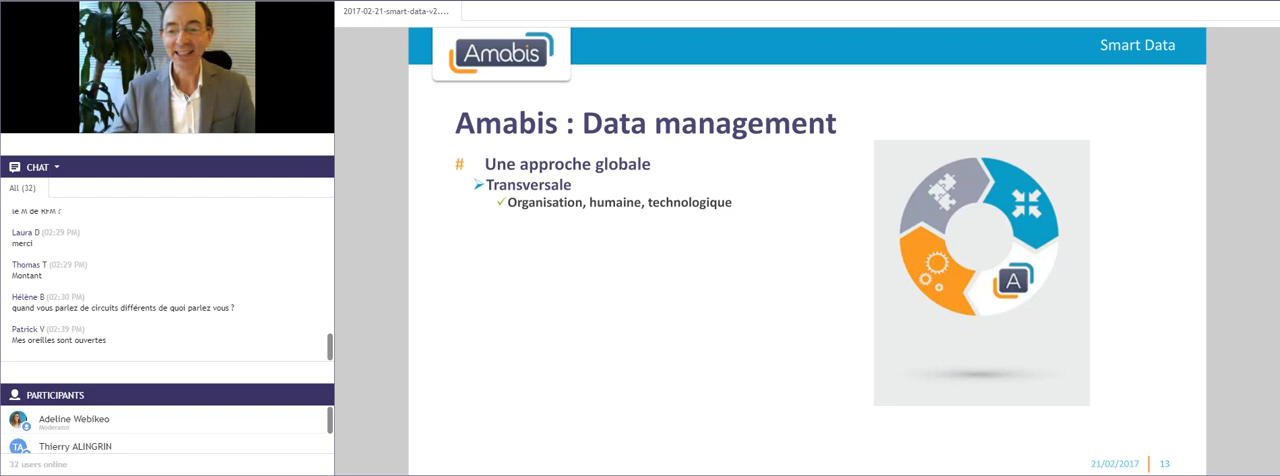 2017-02-21-smart-data-v2....
Amabis
Smart Data
CHAT
All (32)
le M de RFM ?
Laura D (02:29 PM)
merci
Thomas T (02:29 PM)
Montant
Hélène B (02:30 PM)
quand vous parlez de circuits différents de quoi parlez vous ?
Patrick V (02:39 PM)
Mes oreilles sont ouvertes
PARTICIPANTS
Adeline Webikeo
Moderator
TA
Thierry ALINGRIN
32 users online
Amabis : Data management
# Une approche globale
Transversale
Organisation, humaine, technologique
A
21/02/2017 13